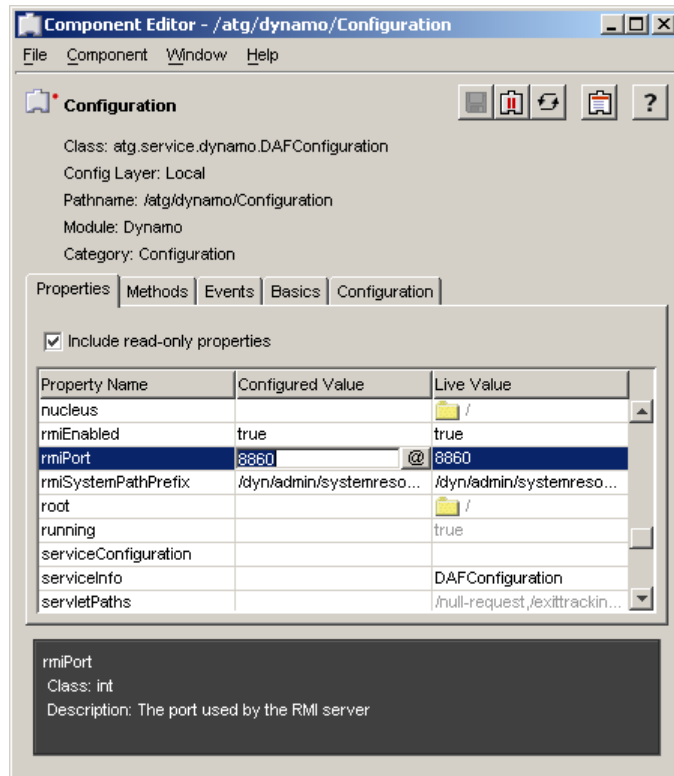 Component Editor - /atg/dynamo/Configuration
File Component Window Help
Configuration
?
Class: atg.service.dynamo.DAFConfiguration
Config Layer: Local
Pathname: /atg/dynamo/Configuration
Module: Dynamo
Category: Configuration
Properties Methods Events Basics Configuration
Include read-only properties
Property Name Configured Value Live Value
nucleus /
rmiEnabled true true
rmiPort 8860 @ 8860
rmiSystemPathPrefix /dyn/admin/systemreso... /dyn/admin/systemreso...
root /
running true
serviceConfiguration
serviceInfo DAFConfiguration
servletPaths /null-request,/exittrackin...
rmiPort
Class: int
Description: The port used by the RMI server